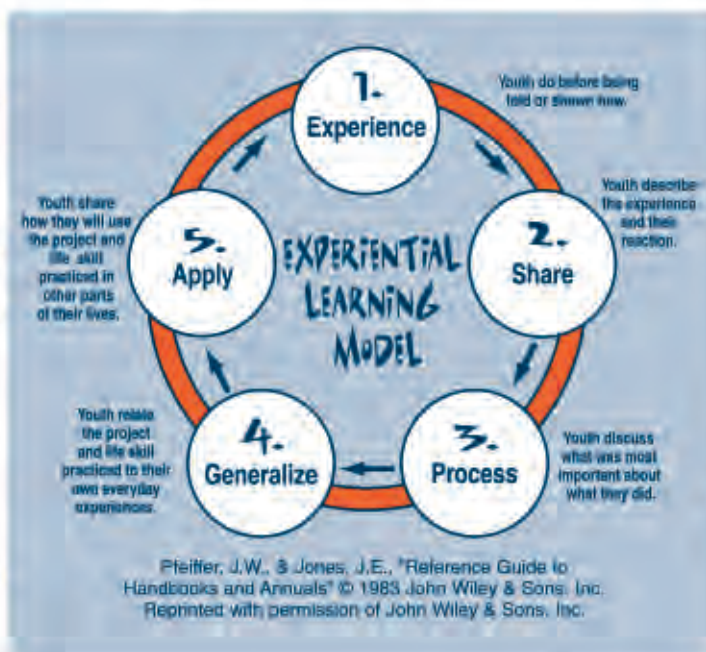 1.
Experience
Youth do before being
told or shown how.
2.
Share
Youth describe
the experience
and their
reaction.
3.
Process
Youth discuss
what was most
important about
what they did.
4.
Generalize
Youth relate
the project
and life skill
practiced to their
own everyday
experiences.
5.
Apply
Youth share
how they will use
the project and
life skill
practiced in
other parts
of their lives.
EXPERIENTIAL
LEARNING
MODEL
Pfeiffer, J.W., & Jones, J.E., "Reference Guide to
Handbooks and Annuals" © 1983 John Wiley & Sons, Inc.
Reprinted with permission of John Wiley & Sons, Inc.